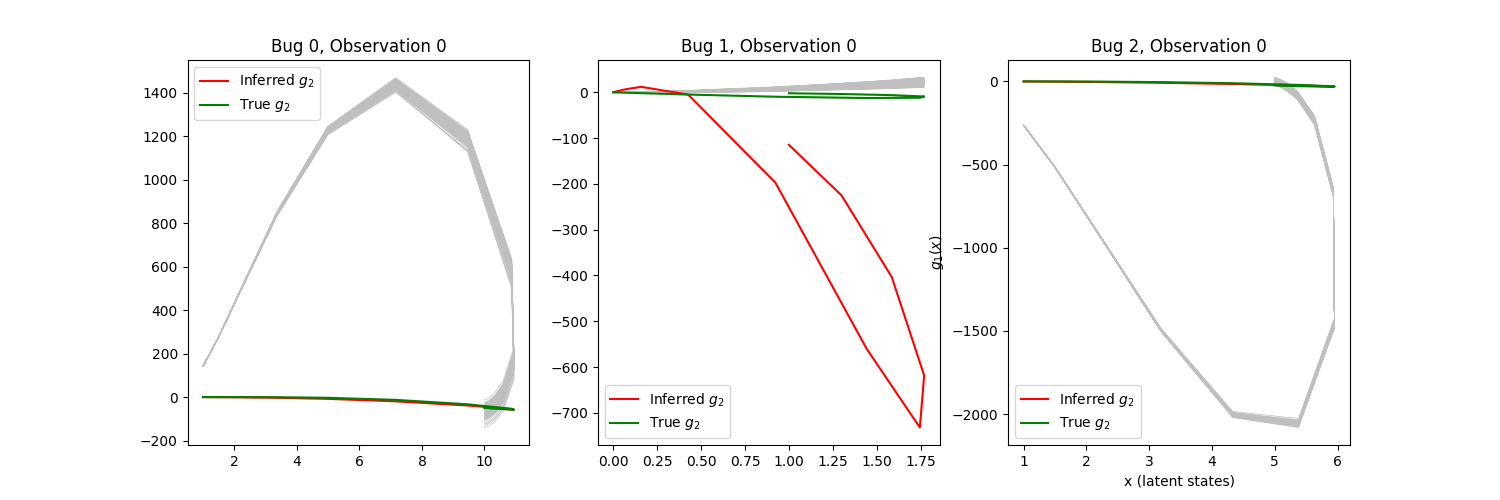 Bug 0, Observation 0
Inferred g₂
True g₂
1400
1200
1000
800
600
400
200
0
−200
2 4 6 8 10
Bug 1, Observation 0
0
−100
−200
−300
−400
−500
−600
−700
Inferred g₂
True g₂
0.00 0.25 0.50 0.75 1.00 1.25 1.50 1.75
Bug 2, Observation 0
g₁(x)
0
−500
−1000
−1500
−2000
Inferred g₂
True g₂
1 2 3 4 5 6
x (latent states)